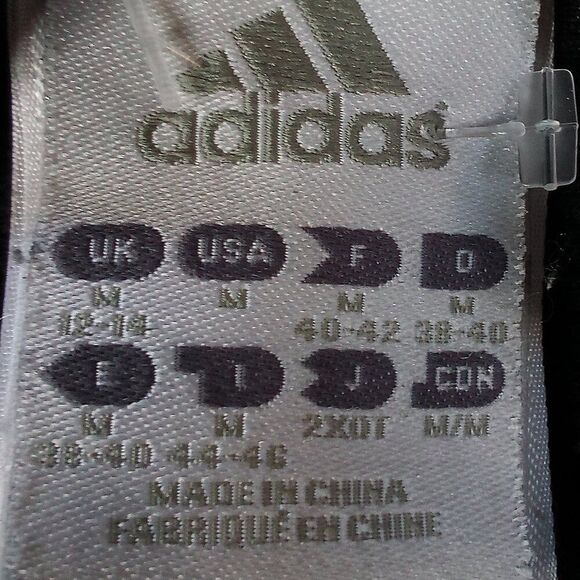 adidas
UK USA F D
M M M M
12-14 40-42 38-40
E I J CDN
M M 2XOT M/M
38-40 44-46
MADE IN CHINA
FABRIQUÉ EN CHINE